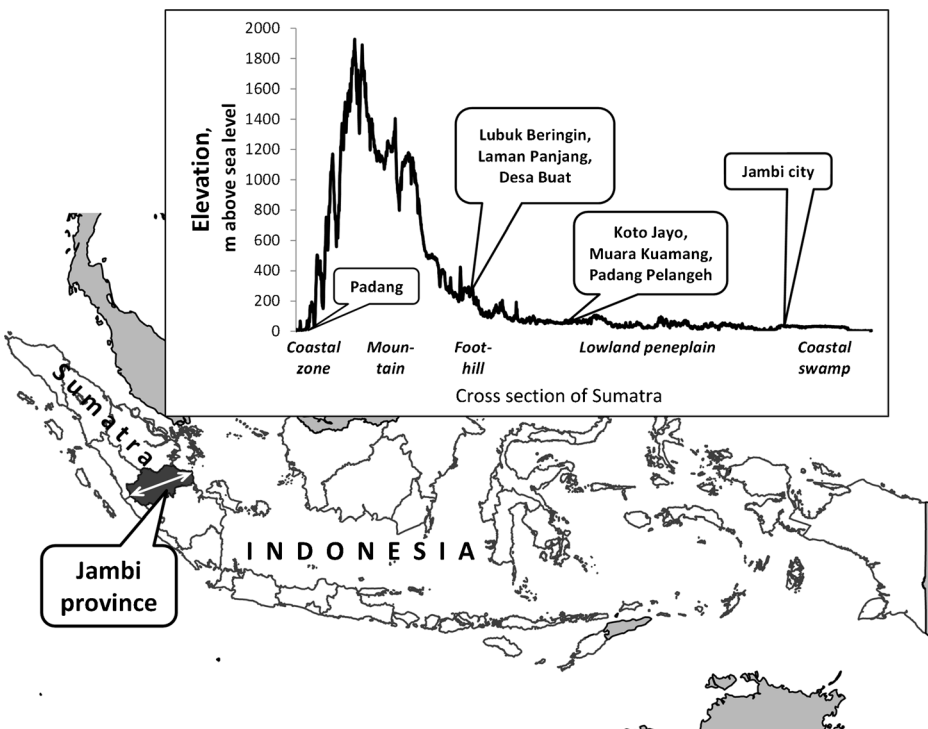 Elevation,
m above sea level
2000
1800
1600
1400
1200
1000
800
600
400
200
0
Padang
Lubuk Beringin,
Laman Panjang,
Desa Buat
Koto Jayo,
Muara Kuamang,
Padang Pelangeh
Jambi city
Coastal
zone
Moun-
tain
Foot-
hill
Lowland peneplain
Coastal
swamp
Cross section of Sumatra
Sumatra
INDONESIA
Jambi
province